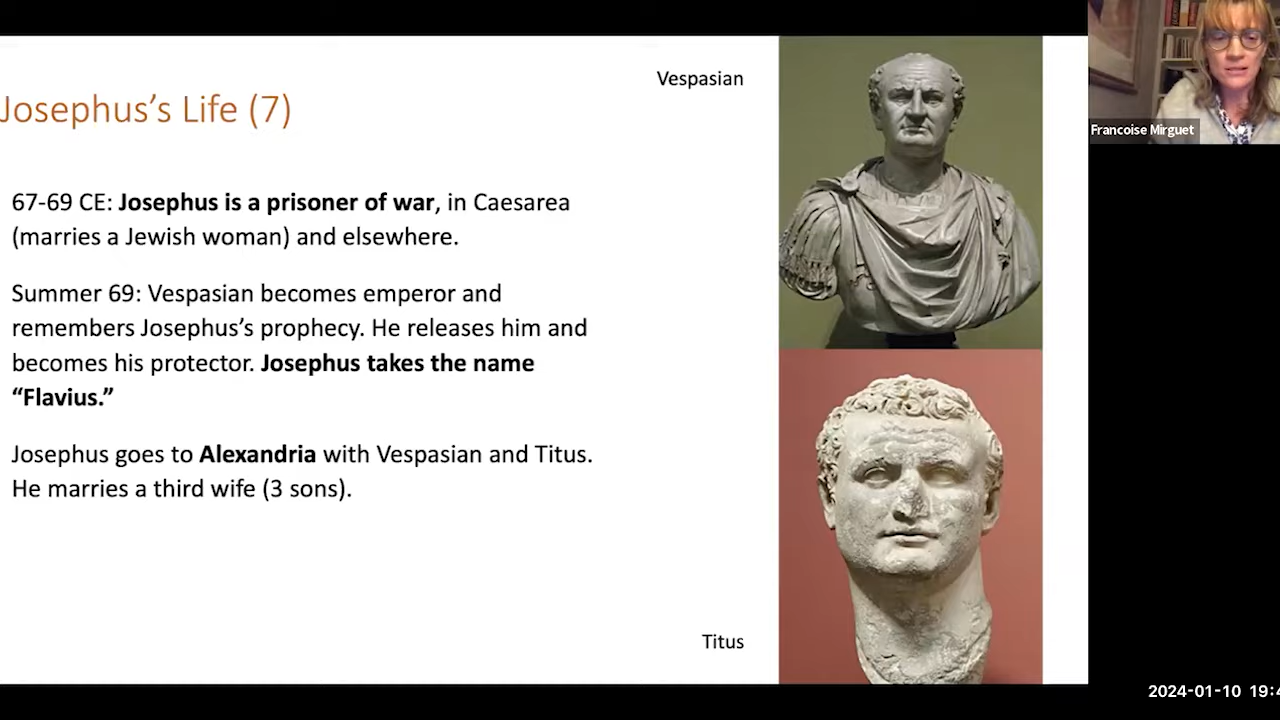 Vespasian
Josephus's Life (7)
67-69 CE: Josephus is a prisoner of war, in Caesarea
(marries a Jewish woman) and elsewhere.
Summer 69: Vespasian becomes emperor and
remembers Josephus's prophecy. He releases him and
becomes his protector. Josephus takes the name
“Flavius.”
Josephus goes to Alexandria with Vespasian and Titus.
He marries a third wife (3 sons).
Titus
Francoise Mirguet
2024-01-10 19:4